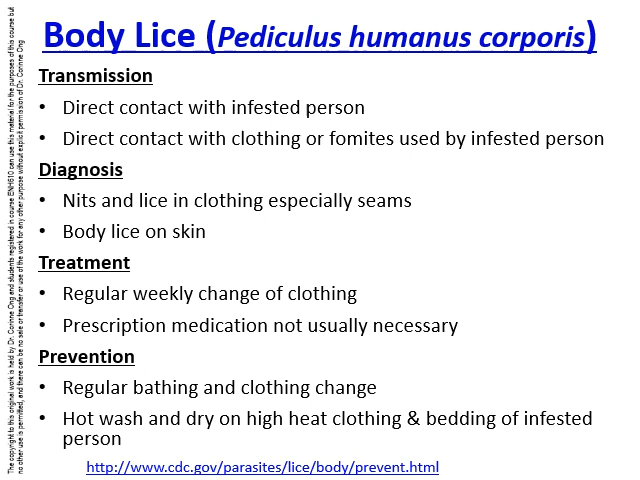 Body Lice (Pediculus humanus corporis)
Transmission
• Direct contact with infested person
• Direct contact with clothing or fomites used by infested person
Diagnosis
• Nits and lice in clothing especially seams
• Body lice on skin
Treatment
• Regular weekly change of clothing
• Prescription medication not usually necessary
Prevention
• Regular bathing and clothing change
• Hot wash and dry on high heat clothing & bedding of infested
person
http://www.cdc.gov/parasites/lice/body/prevent.html
The copyright to this original work is held by Dr. Corinne Ong and students registered in course ENH610 can use this material for the purposes of this course but
no other use is permitted, and there can be no sale or transfer or use of the work for any other purpose without explicit permission of Dr. Corinne Ong